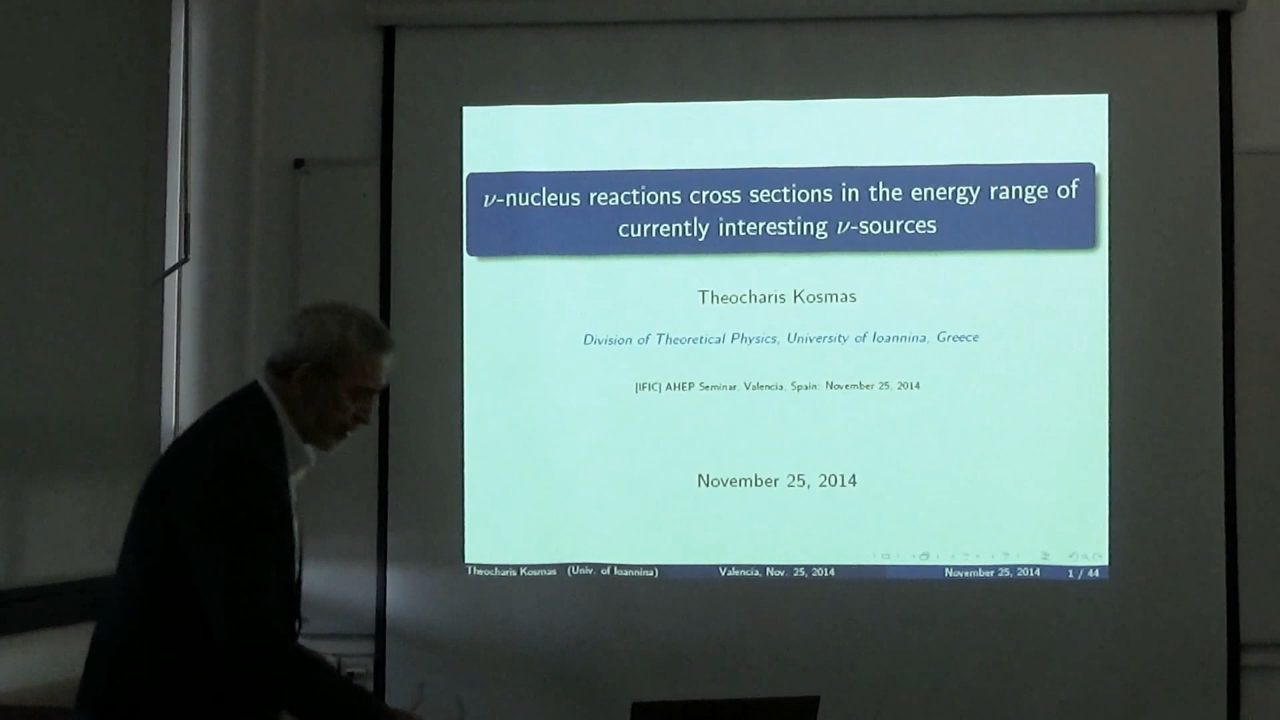 ν-nucleus reactions cross sections in the energy range of
currently interesting ν-sources
Theocharis Kosmas
Division of Theoretical Physics, University of Ioannina, Greece
[IFIC] AHEP Seminar, Valencia, Spain: November 25, 2014
November 25, 2014
Theocharis Kosmas (Univ. of Ioannina) Valencia, Nov. 25, 2014 November 25, 2014 1 / 44